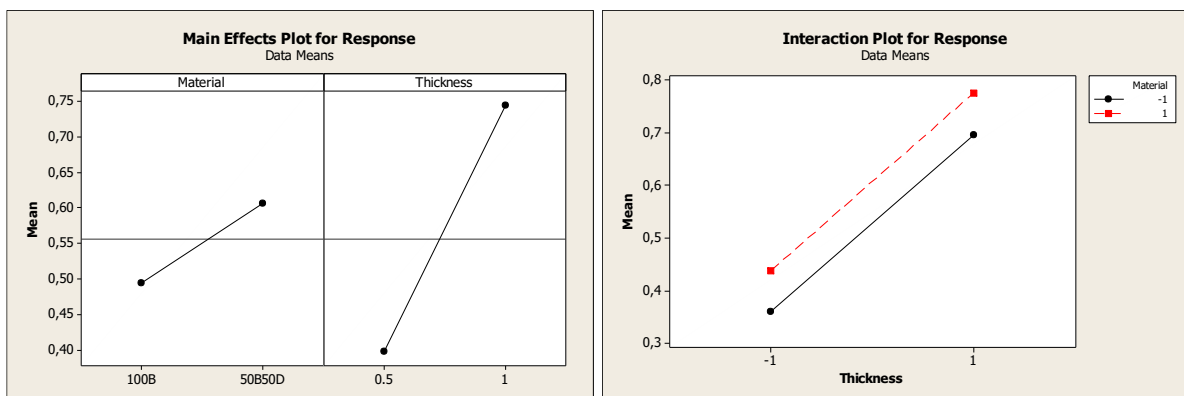 Main Effects Plot for Response
Data Means
Material Thickness
0,75
0,70
0,65
0,60
0,55
0,50
0,45
0,40
Mean
100B 50B50D 0.5 1
Interaction Plot for Response
Data Means
0,8
0,7
0,6
0,5
0,4
0,3
Mean
-1 1
Thickness
Material
-1
1